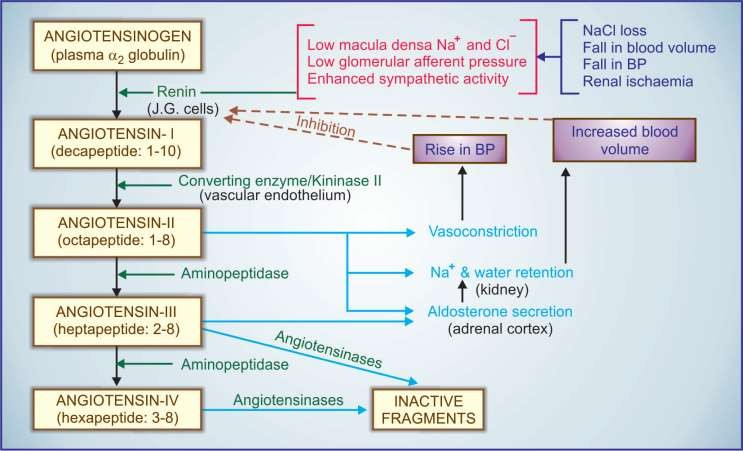 ANGIOTENSINOGEN
(plasma α₂ globulin)
Low macula densa Na⁺ and Cl⁻
Low glomerular afferent pressure
Enhanced sympathetic activity
NaCl loss
Fall in blood volume
Fall in BP
Renal ischaemia
Renin
(J.G. cells)
Inhibition
ANGIOTENSIN- I
(decapeptide: 1-10)
Rise in BP
Increased blood
volume
Converting enzyme/Kininase II
(vascular endothelium)
ANGIOTENSIN-II
(octapeptide: 1-8)
Vasoconstriction
Aminopeptidase
Na⁺ & water retention
(kidney)
ANGIOTENSIN-III
(heptapeptide: 2-8)
Aldosterone secretion
(adrenal cortex)
Angiotensinases
Aminopeptidase
ANGIOTENSIN-IV
(hexapeptide: 3-8)
Angiotensinases
INACTIVE
FRAGMENTS